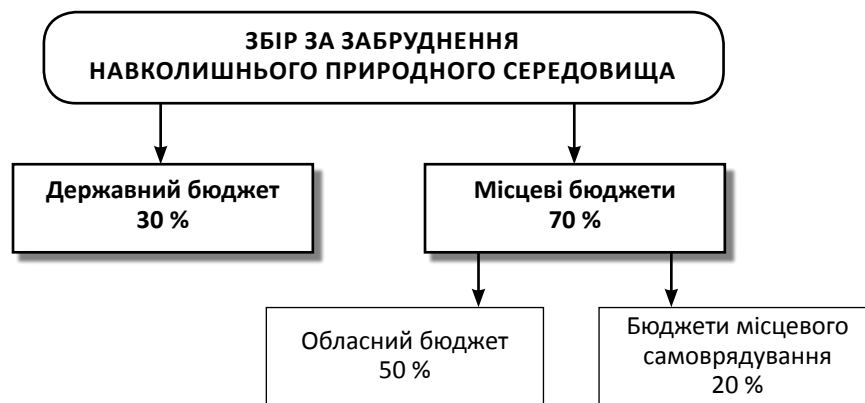 ЗБІР ЗА ЗАБРУДНЕННЯ
НАВКОЛИШНЬОГО ПРИРОДНОГО СЕРЕДОВИЩА
Державний бюджет
30 %
Місцеві бюджети
70 %
Обласний бюджет
50 %
Бюджети місцевого
самоврядування
20 %